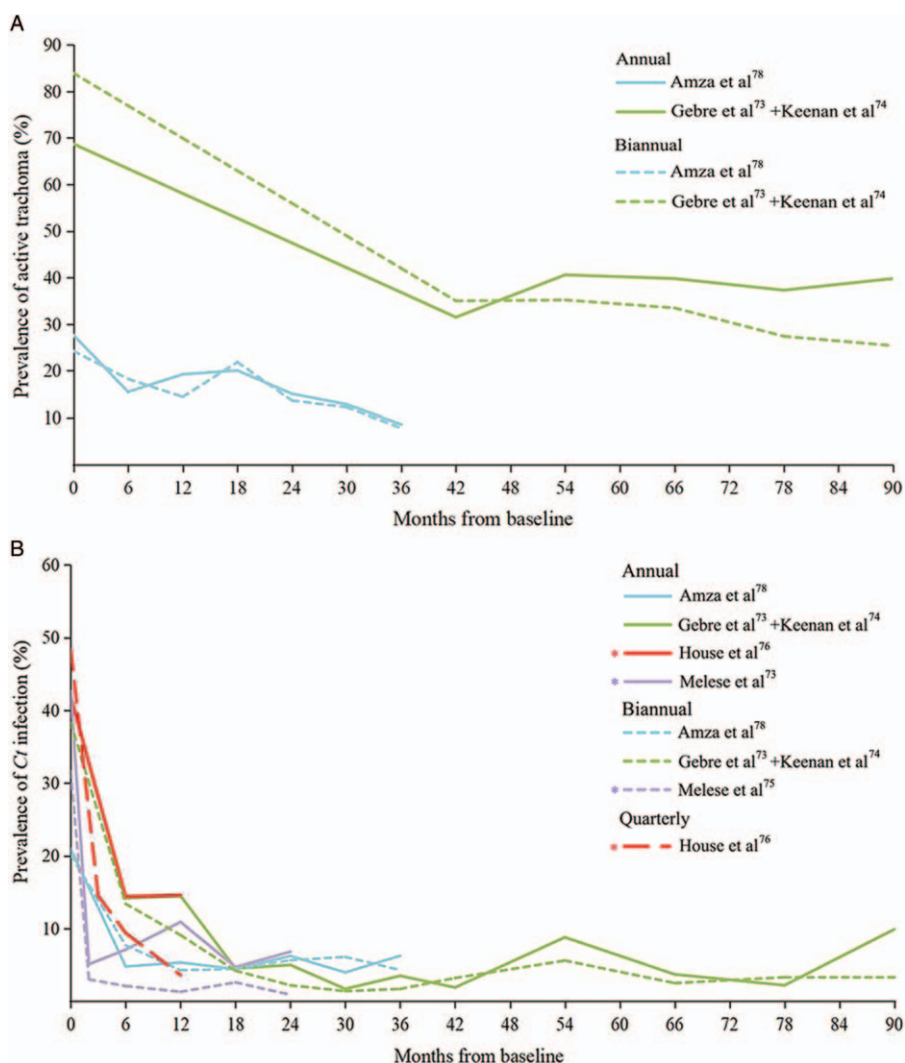 A
90
80
70
60
50
40
30
20
10
Prevalence of active trachoma (%)
Annual
Amza et al78
Gebre et al73 +Keenan et al74
Biannual
Amza et al78
Gebre et al73 +Keenan et al74
0 6 12 18 24 30 36 42 48 54 60 66 72 78 84 90
Months from baseline
B
60
50
40
30
20
10
Prevalence of Ct infection (%)
Annual
Amza et al78
Gebre et al73 +Keenan et al74
* House et al76
* Melese et al73
Biannual
Amza et al78
Gebre et al73 +Keenan et al74
* Melese et al75
Quarterly
* House et al76
0 6 12 18 24 30 36 42 48 54 60 66 72 78 84 90
Months from baseline